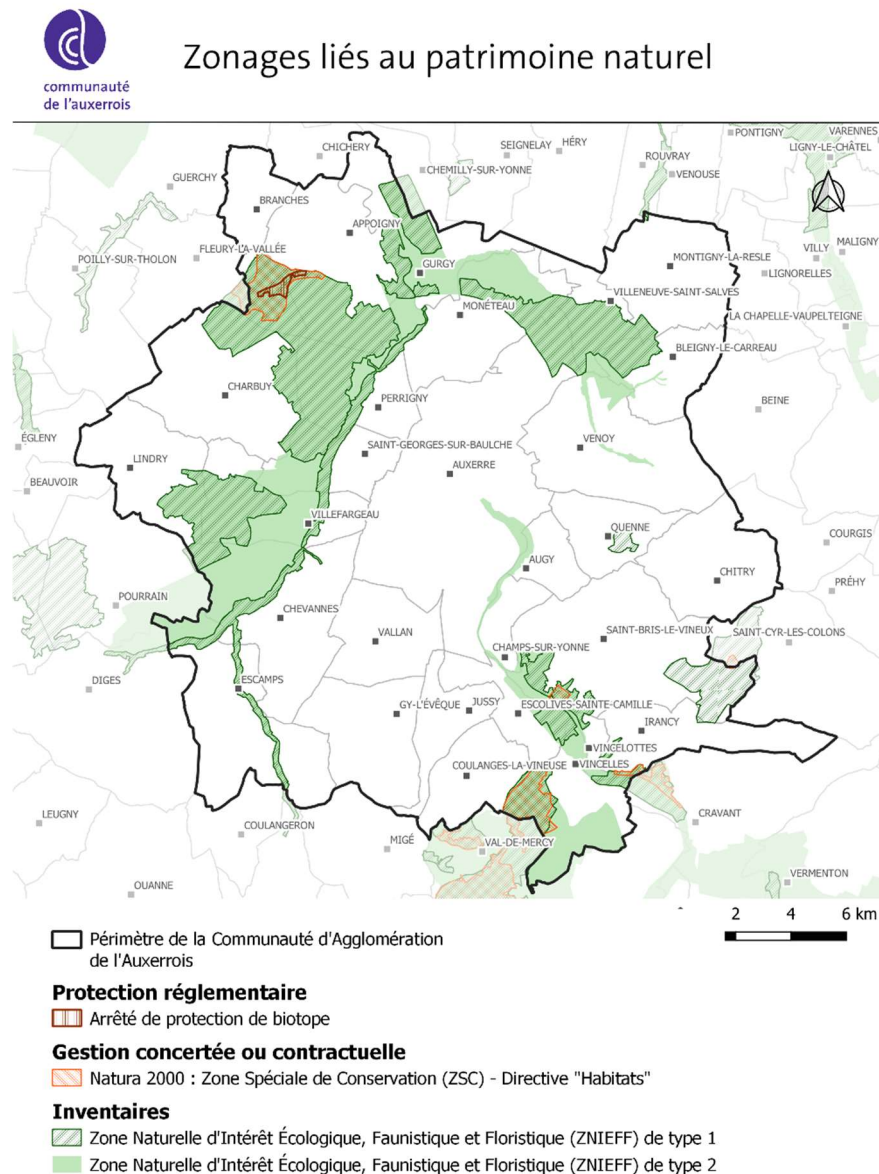 communauté
de l'auxerrois
Zonages liés au patrimoine naturel
CHICHERY
SEIGNELAY
HÉRY
PONTIGNY
VARENNES
LIGNY-LE-CHÂTEL
ROUVRAY
VENOUSE
GUERCHY
CHEMILLY-SUR-YONNE
BRANCHES
APPOIGNY
FLEURY-LA-VALLÉE
POILLY-SUR-THOLON
GURGY
MONTIGNY-LA-RESLE
VILLY
MALIGNY
LIGNORELLES
VILLENEUVE-SAINT-SALVES
MONÉTEAU
LA CHAPELLE-VAUPELTEIGNE
BLEIGNY-LE-CARREAU
CHARBUY
PERRIGNY
BEINE
ÉGLENY
SAINT-GEORGES-SUR-BAULCHE
VENOY
LINDRY
AUXERRE
BEAUVOIR
VILLEFARGEAU
QUENNE
COURGIS
AUGY
CHITRY
PRÉHY
POURRAIN
CHEVANNES
VALLAN
SAINT-BRIS-LE-VINEUX
SAINT-CYR-LES-COLONS
CHAMPS-SUR-YONNE
DIGES
ESCAMPS
GY-L'ÉVÊQUE
JUSSY
ESCOLIVES-SAINTE-CAMILLE
IRANCY
VINCELOTTES
COULANGES-LA-VINEUSE
VINCELLES
LEUGNY
COULANGERON
MIGÉ
VAL-DE-MERCY
CRAVANT
OUANNE
VERMENTON
2 4 6 km
Périmètre de la Communauté d'Agglomération
de l'Auxerrois
Protection réglementaire
Arrêté de protection de biotope
Gestion concertée ou contractuelle
Natura 2000 : Zone Spéciale de Conservation (ZSC) - Directive "Habitats"
Inventaires
Zone Naturelle d'Intérêt Écologique, Faunistique et Floristique (ZNIEFF) de type 1
Zone Naturelle d'Intérêt Écologique, Faunistique et Floristique (ZNIEFF) de type 2